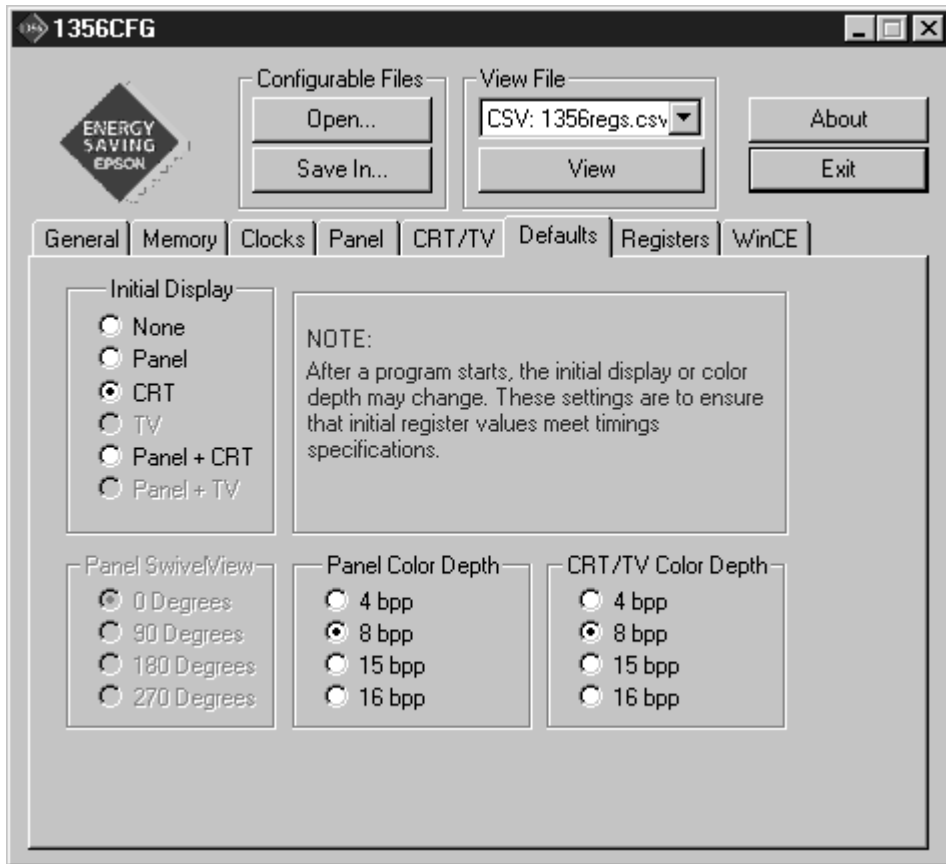 1356CFG
ENERGY
SAVING
EPSON
Configurable Files
Open...
Save In...
View File
CSV: 1356regs.csv
View
About
Exit
General Memory Clocks Panel CRT/TV Defaults Registers WinCE
Initial Display
None
Panel
CRT
TV
Panel + CRT
Panel + TV
NOTE:
After a program starts, the initial display or color
depth may change. These settings are to ensure
that initial register values meet timings
specifications.
Panel SwivelView
0 Degrees
90 Degrees
180 Degrees
270 Degrees
Panel Color Depth
4 bpp
8 bpp
15 bpp
16 bpp
CRT/TV Color Depth
4 bpp
8 bpp
15 bpp
16 bpp